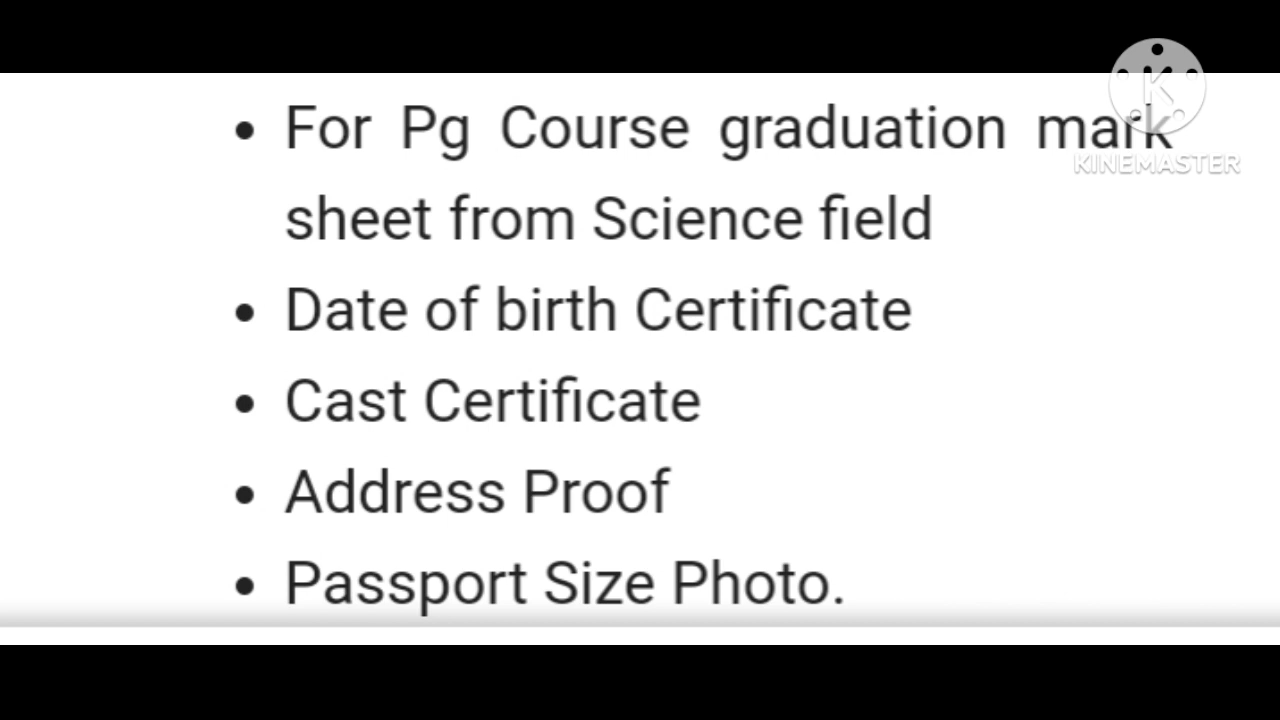 • For Pg Course graduation mark
KINEMASTER
sheet from Science field
• Date of birth Certificate
• Cast Certificate
• Address Proof
• Passport Size Photo.